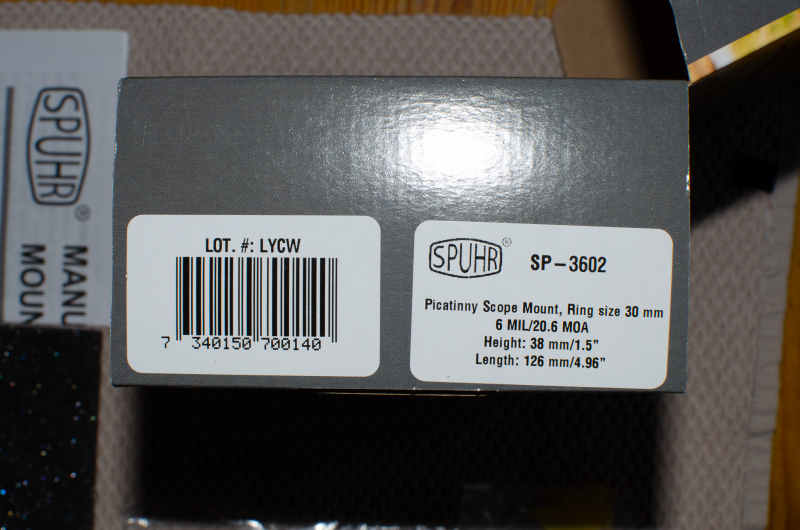 SPUHR®
MANU
MOUN
LOT. #: LYCW
7 340150 700140
SPUHR® SP-3602
Picatinny Scope Mount, Ring size 30 mm
6 MIL/20.6 MOA
Height: 38 mm/1.5"
Length: 126 mm/4.96"